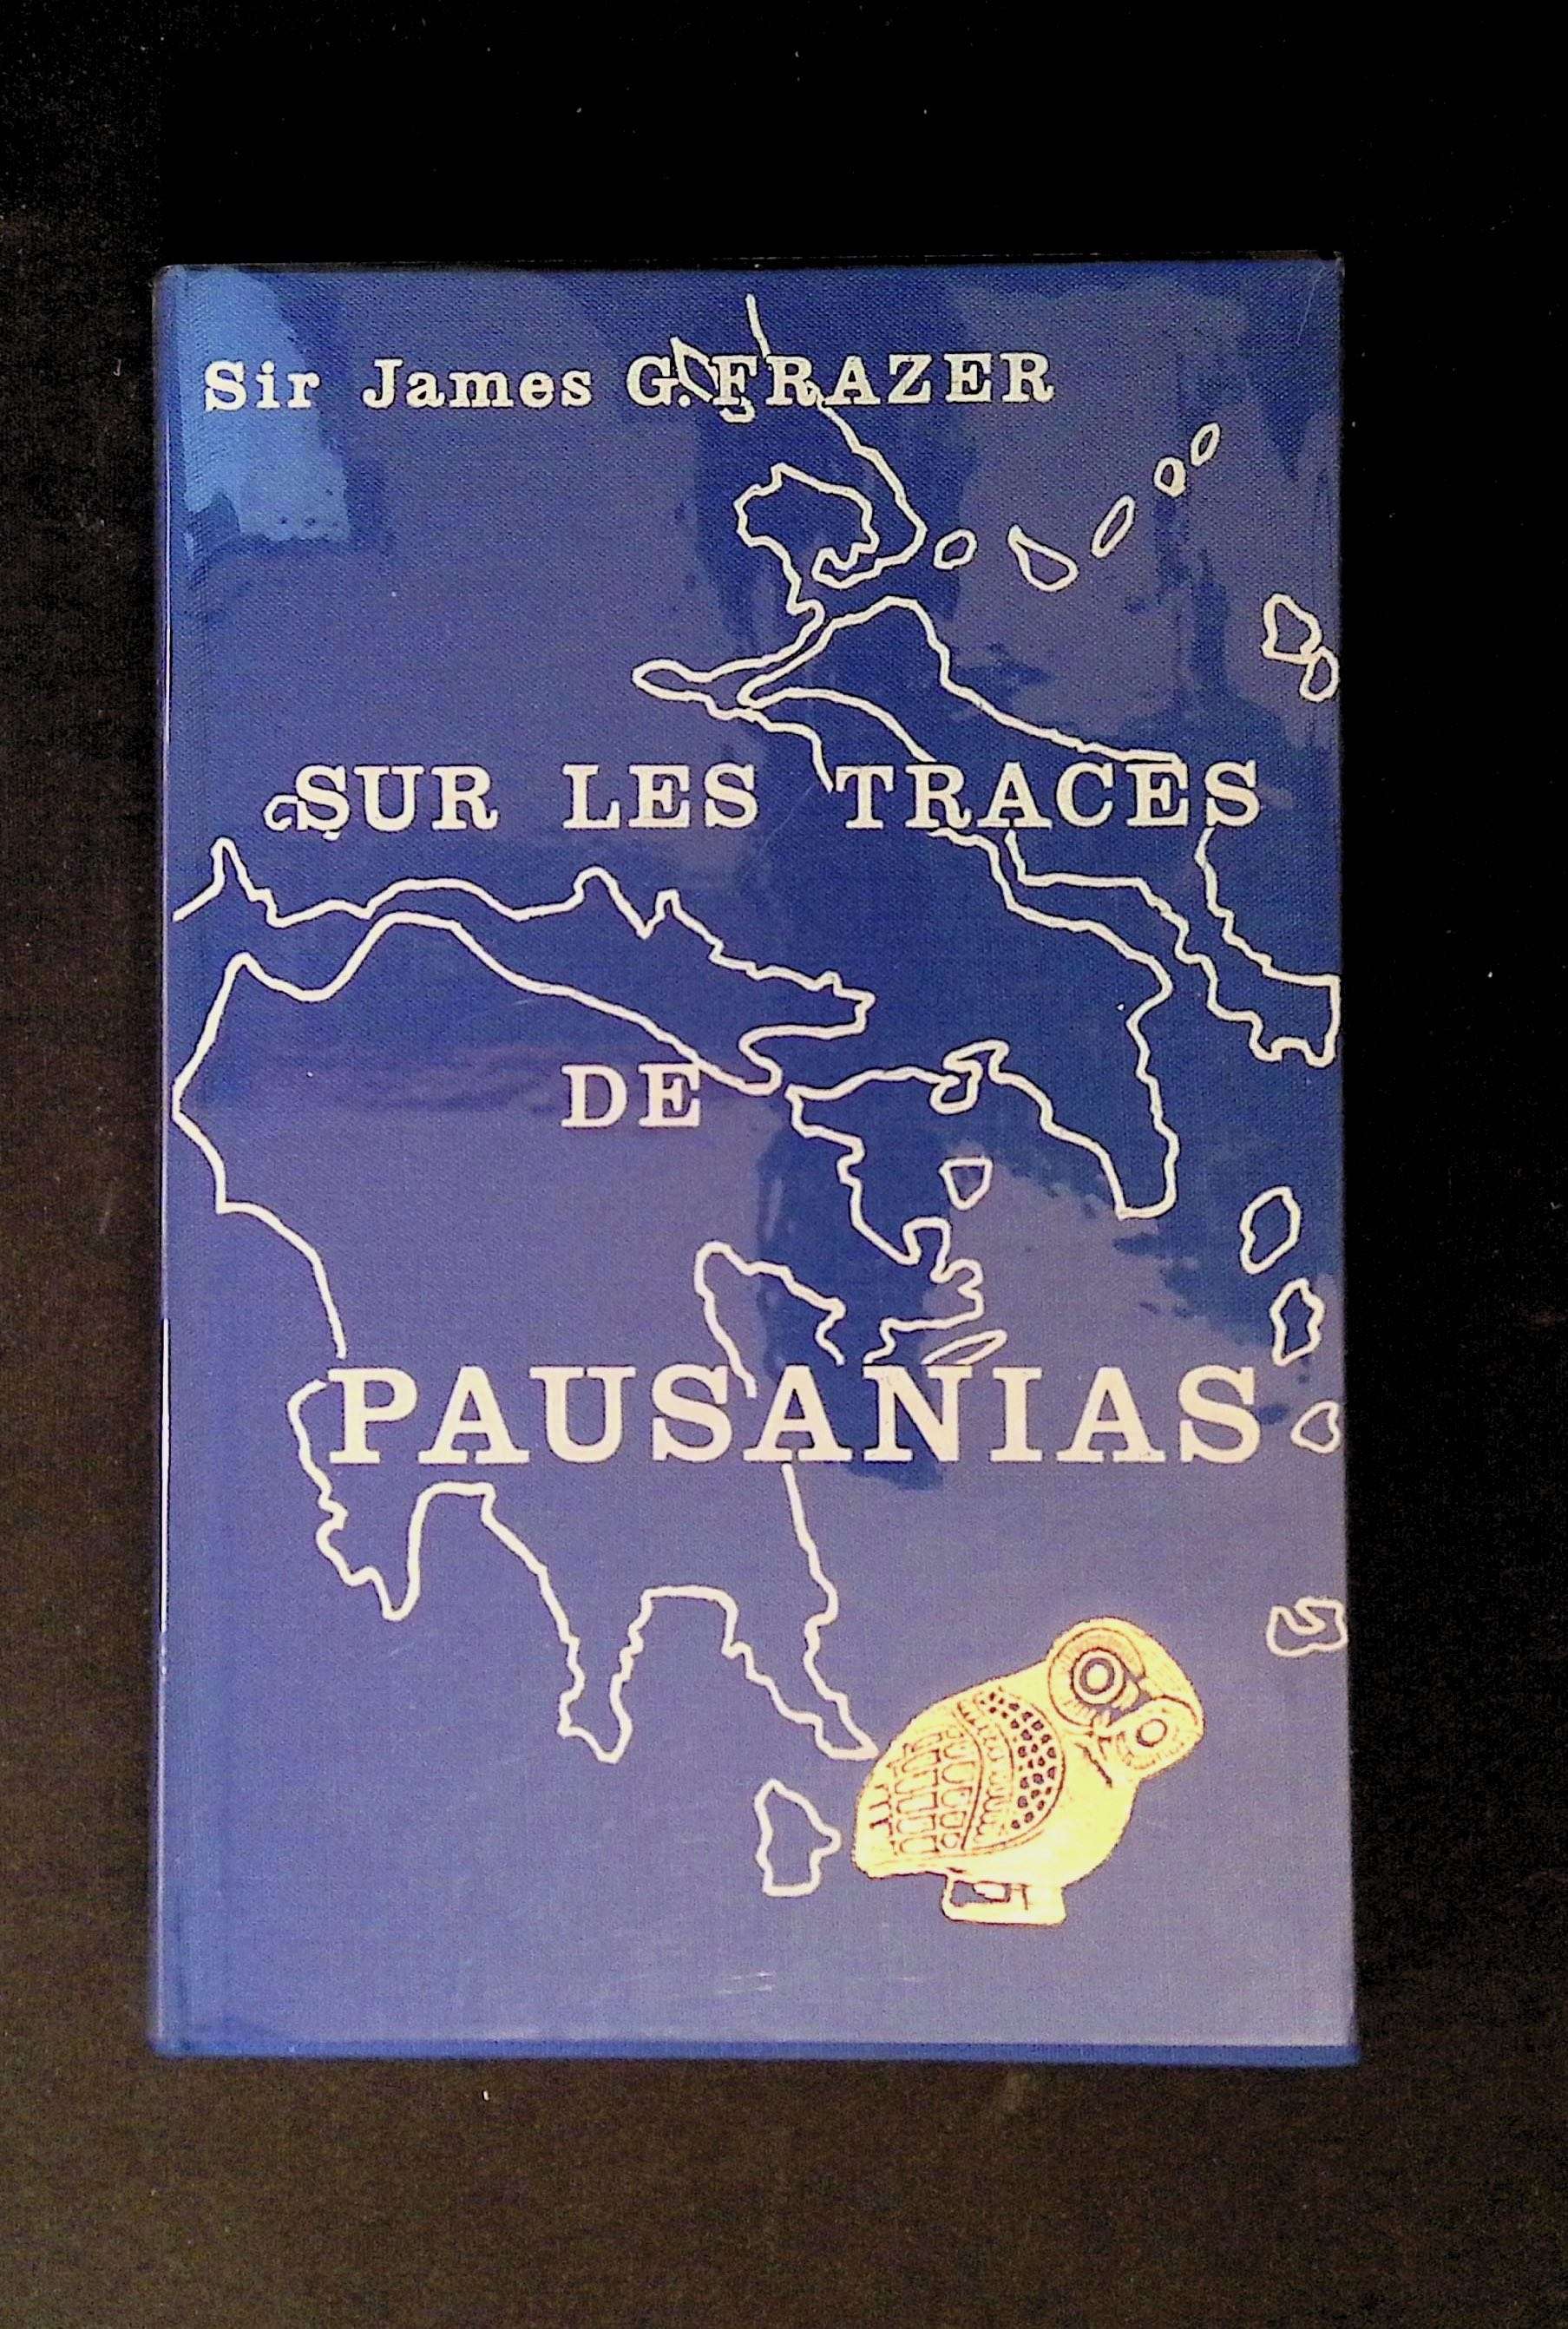 Sir James G. FRAZER
SUR LES TRACES
DE
PAUSANIAS